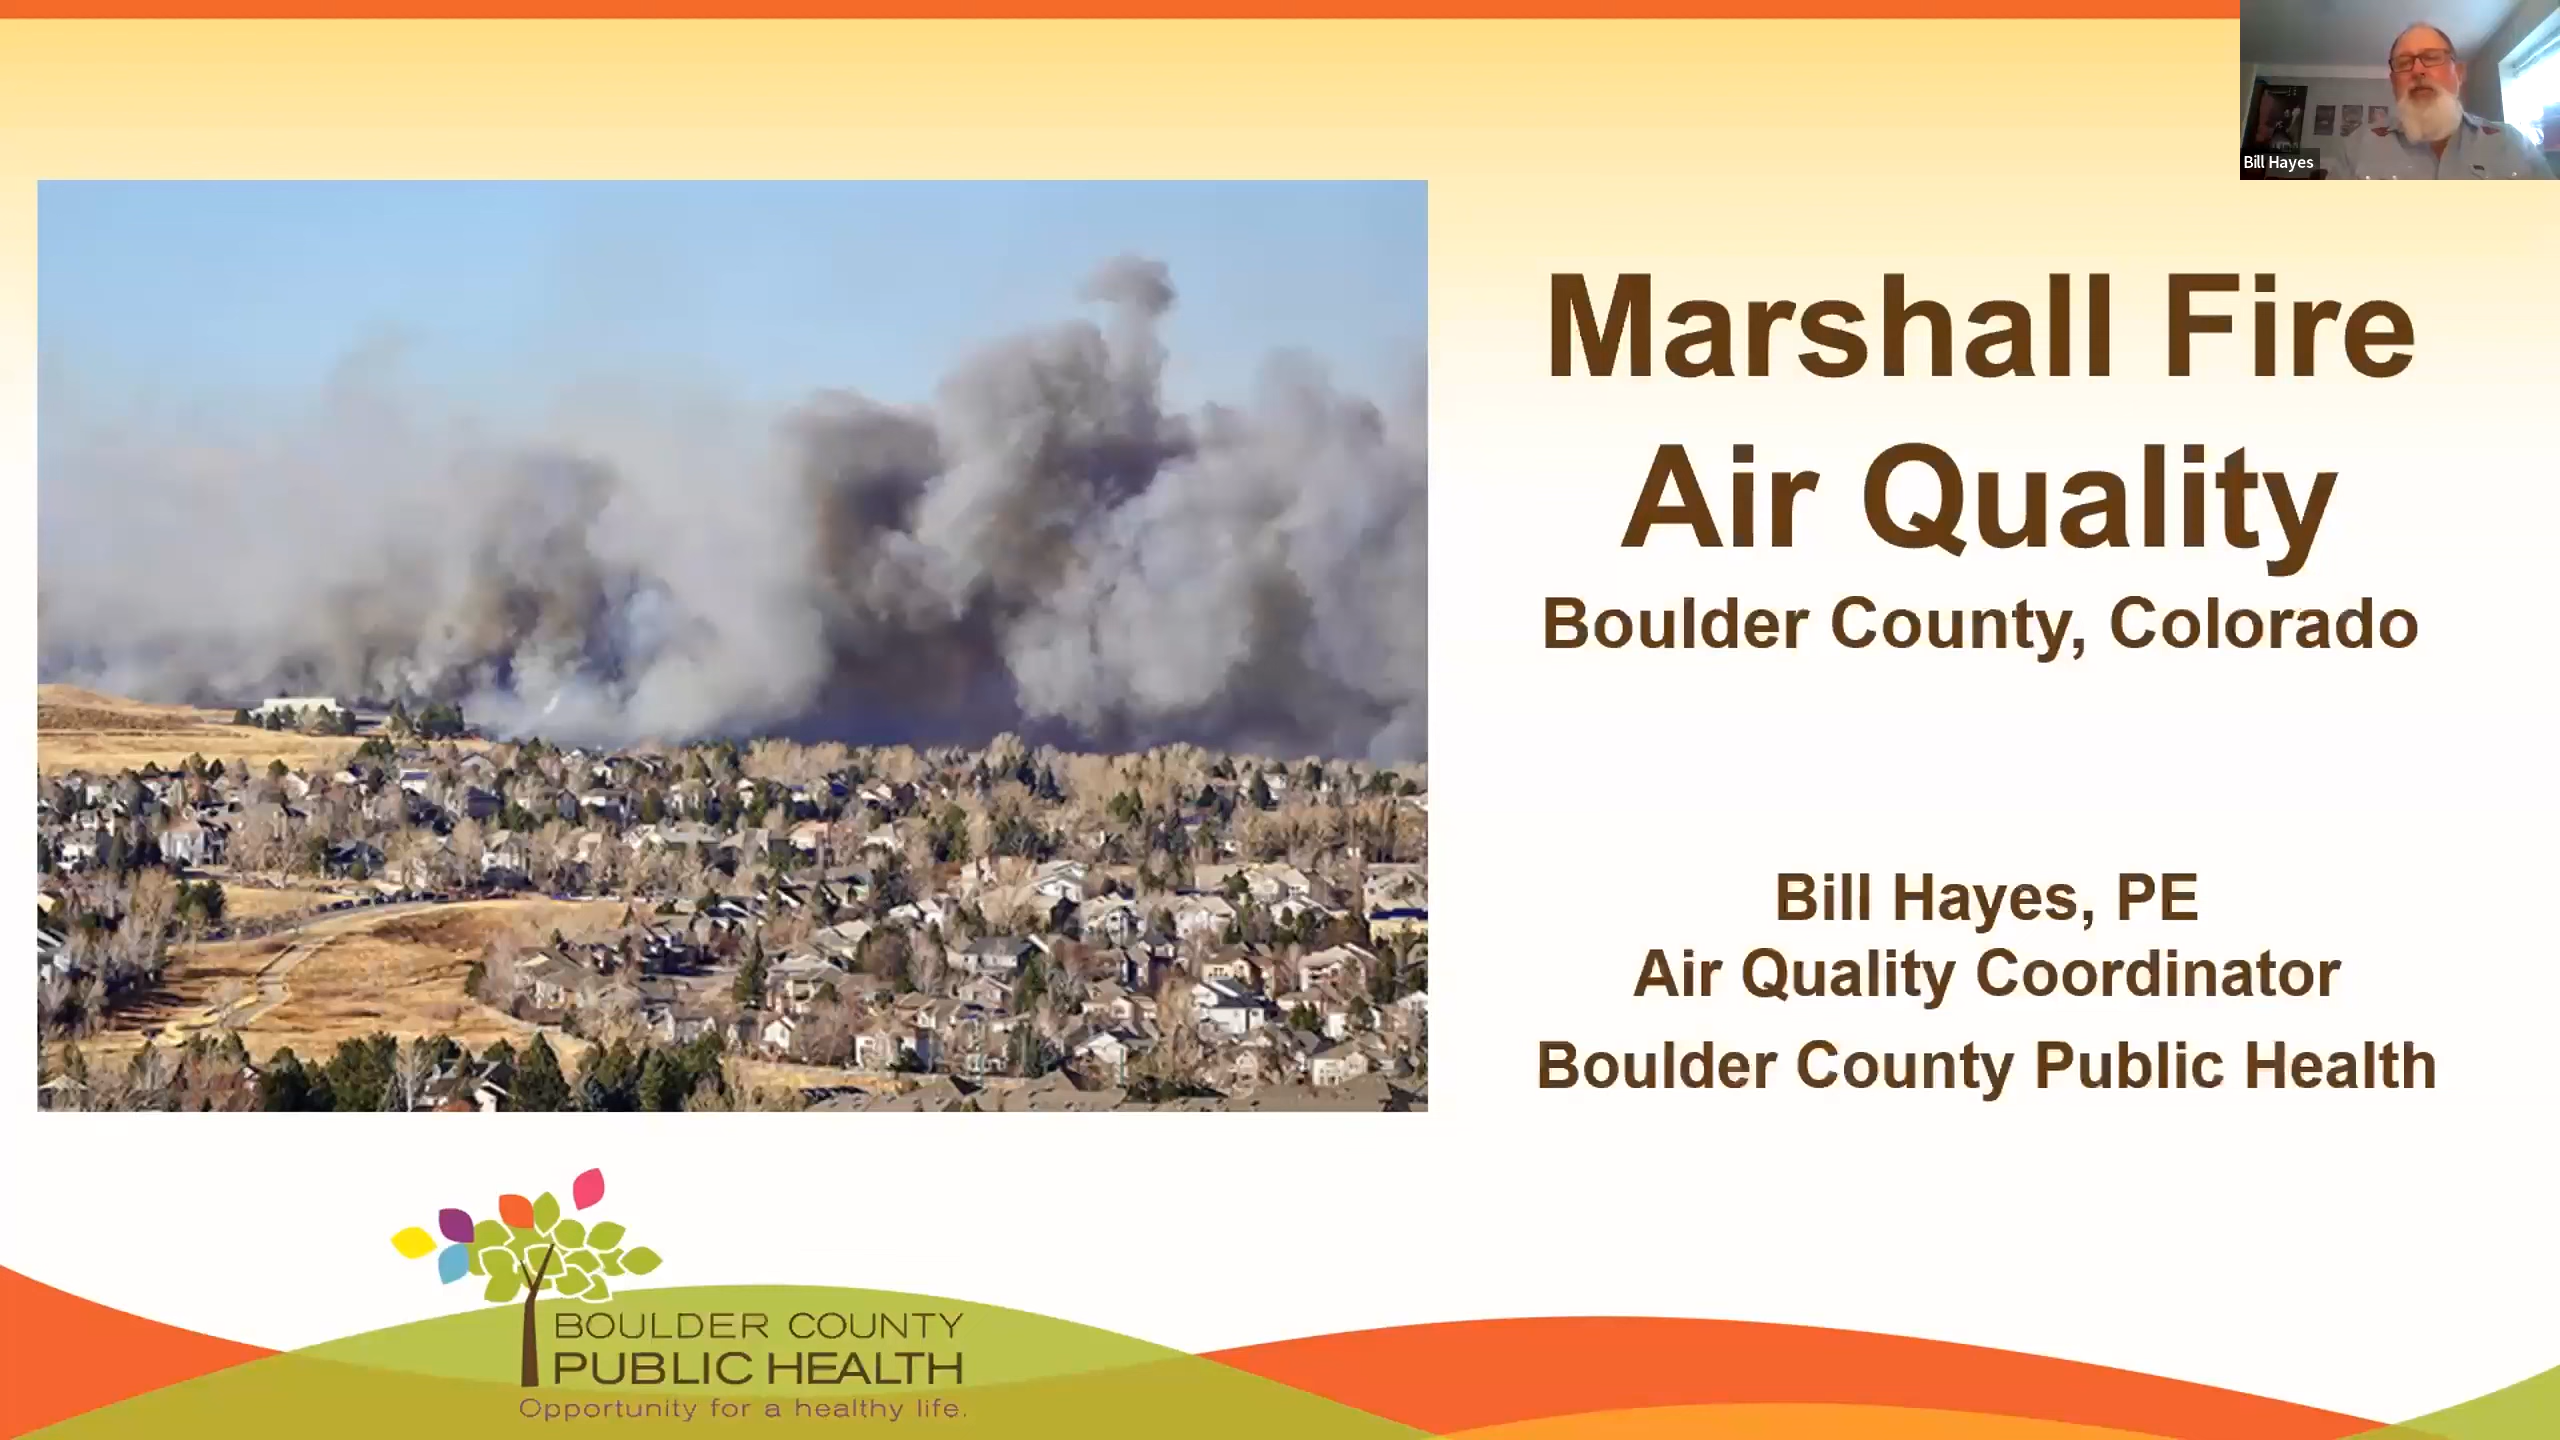 Bill Hayes
Marshall Fire
Air Quality
Boulder County, Colorado
Bill Hayes, PE
Air Quality Coordinator
Boulder County Public Health
BOULDER COUNTY
PUBLIC HEALTH
Opportunity for a healthy life.